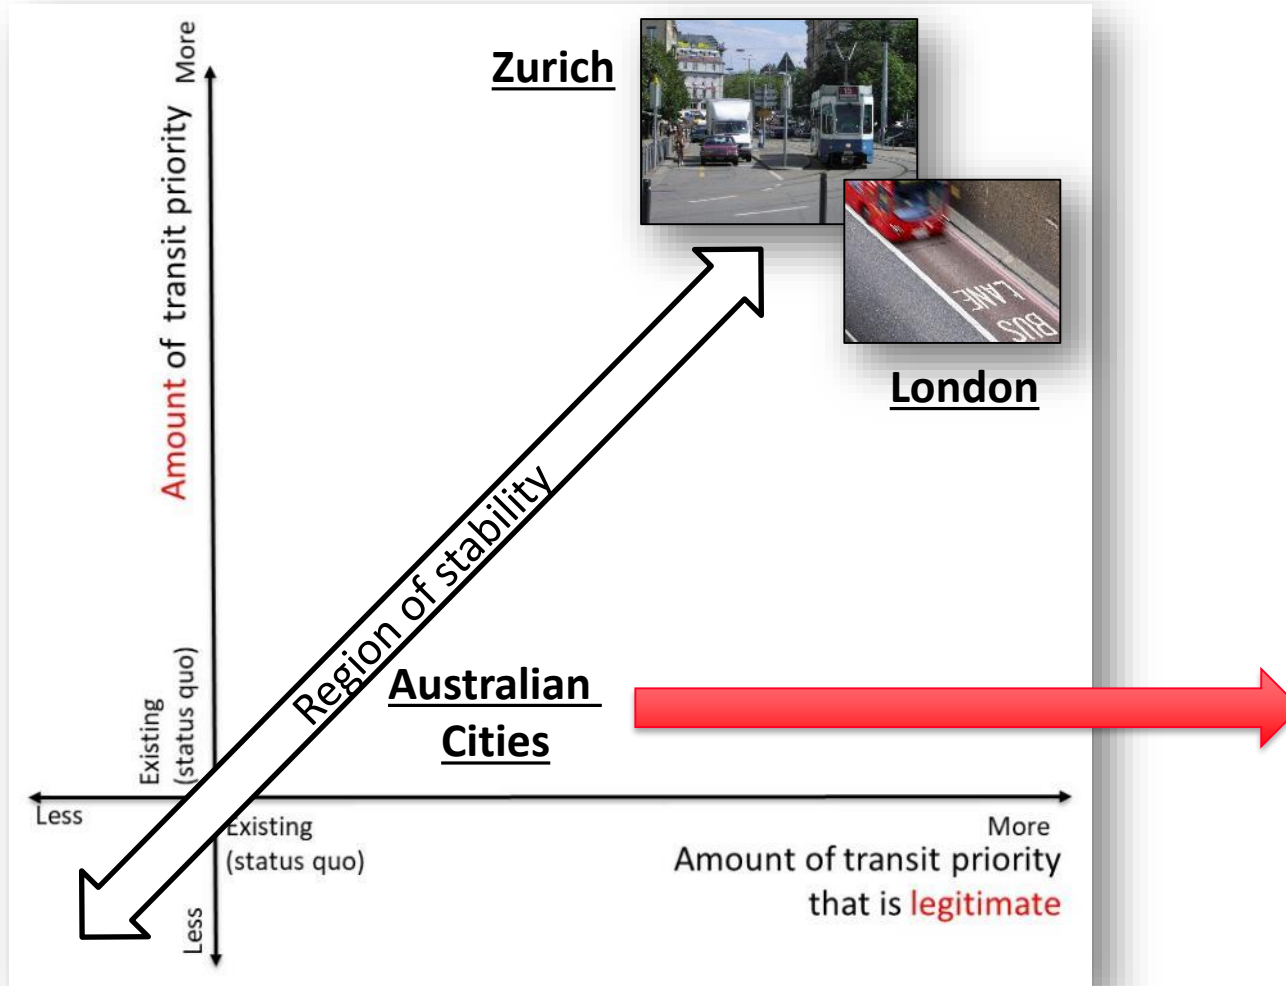 More
Amount of transit priority
Existing
(status quo)
Zurich
BUS
LANE
London
Region of stability
Australian
Cities
Less
Existing
(status quo)
More
Amount of transit priority
that is legitimate
Less